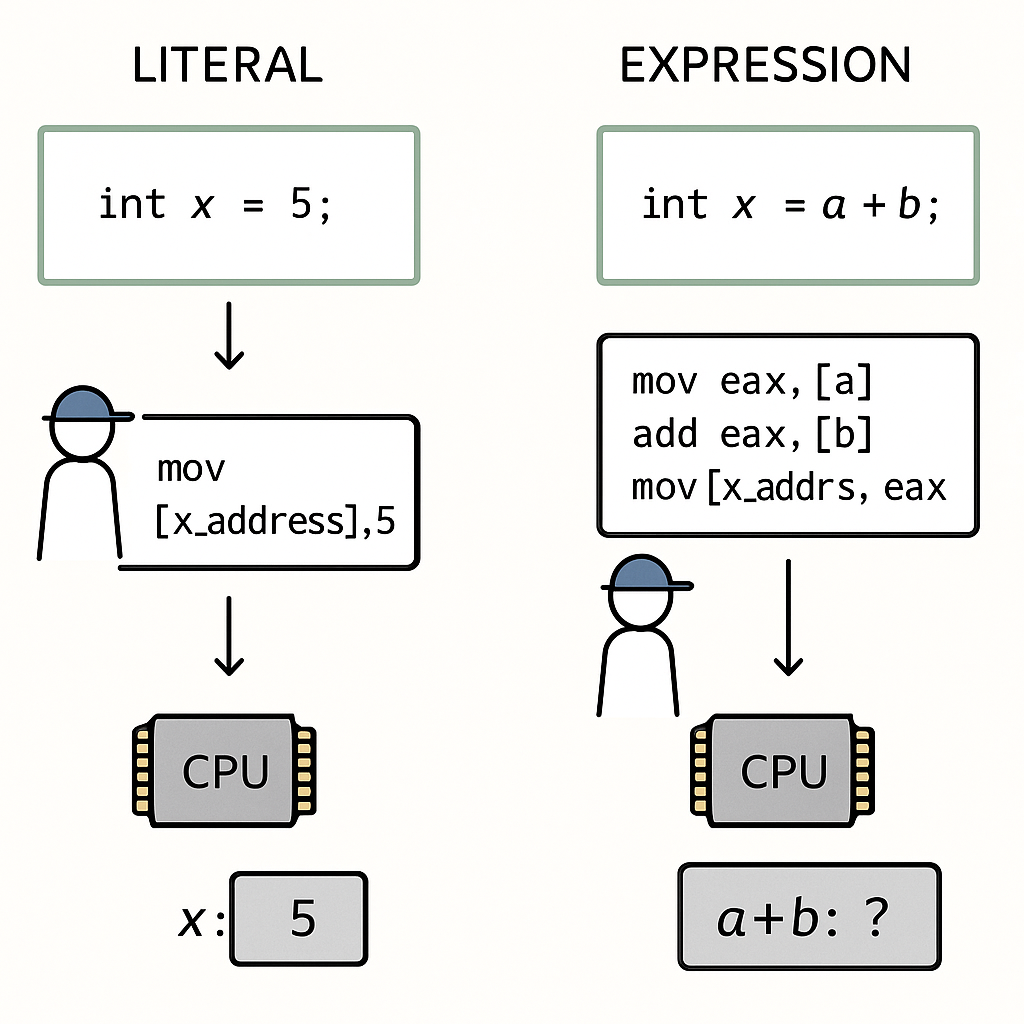 LITERAL
int x = 5;
mov
[x_address],5
CPU
x: 5
EXPRESSION
int x = a + b;
mov eax, [a]
add eax, [b]
mov [x_addrs, eax
CPU
a+b: ?